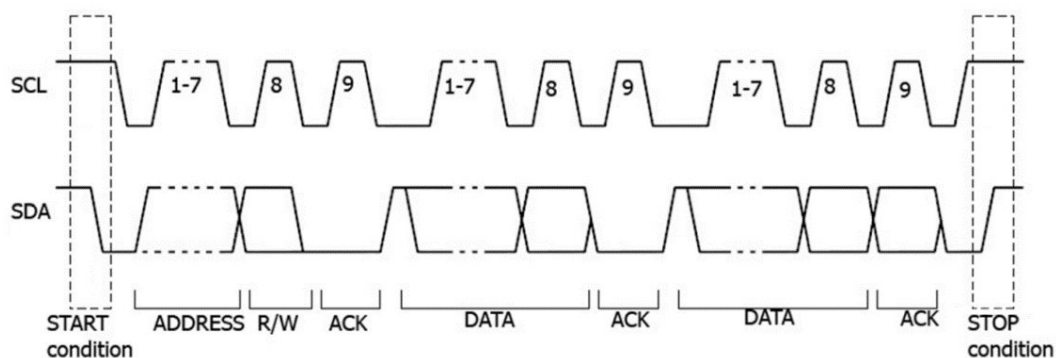 SCL 1-7 8 9 1-7 8 9 1-7 8 9
SDA
START condition ADDRESS R/W ACK DATA ACK DATA ACK STOP condition